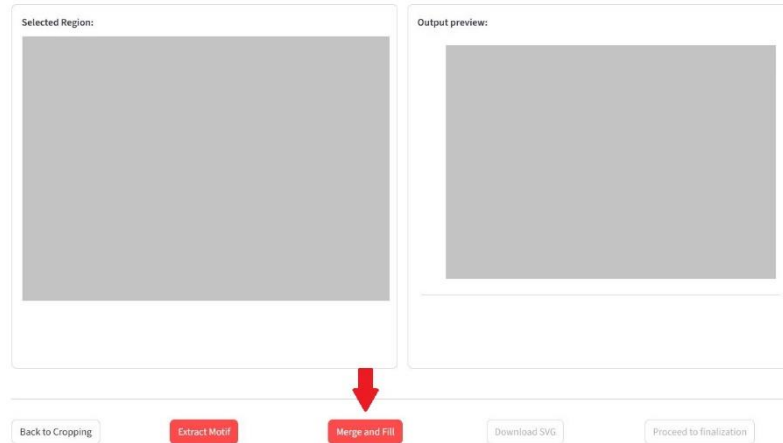 Selected Region:
Output preview:
Back to Cropping
Extract Motif
Merge and Fill
Download SVG
Proceed to finalization